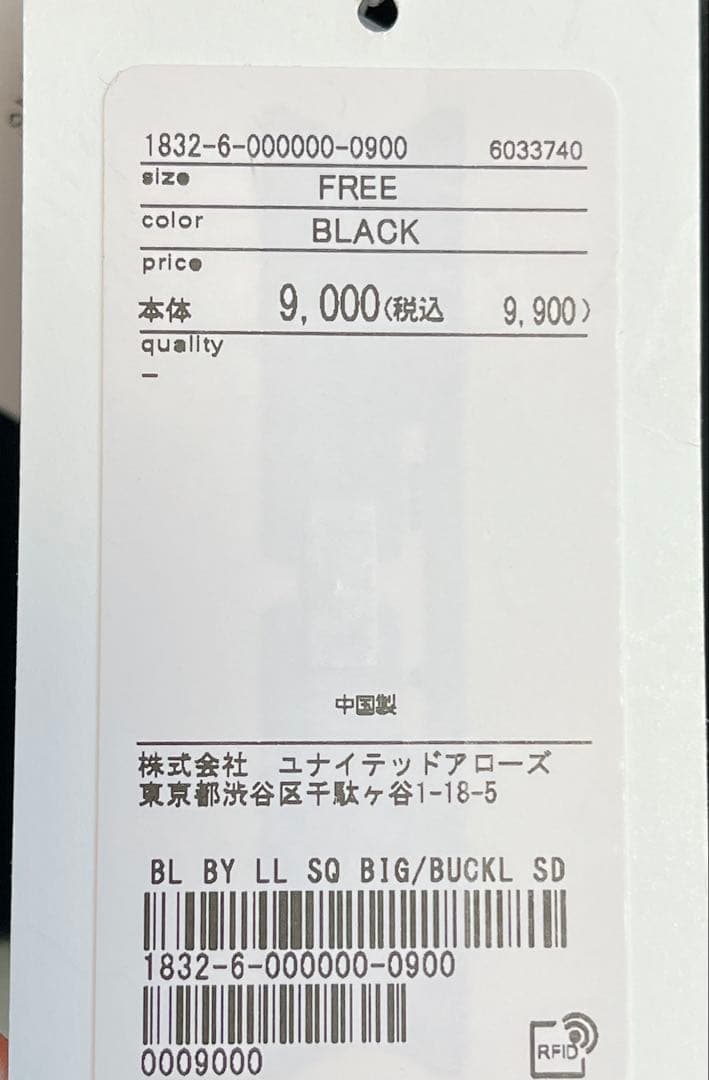 1832-6-000000-0900 6033740
size FREE
color BLACK
price
本体 9,000(税込 9,900)
quality
–
中国製
株式会社 ユナイテッドアローズ
東京都渋谷区千駄ヶ谷1-18-5
BL BY LL SQ BIG/BUCKL SD
1832-6-000000-0900
0009000
RFID